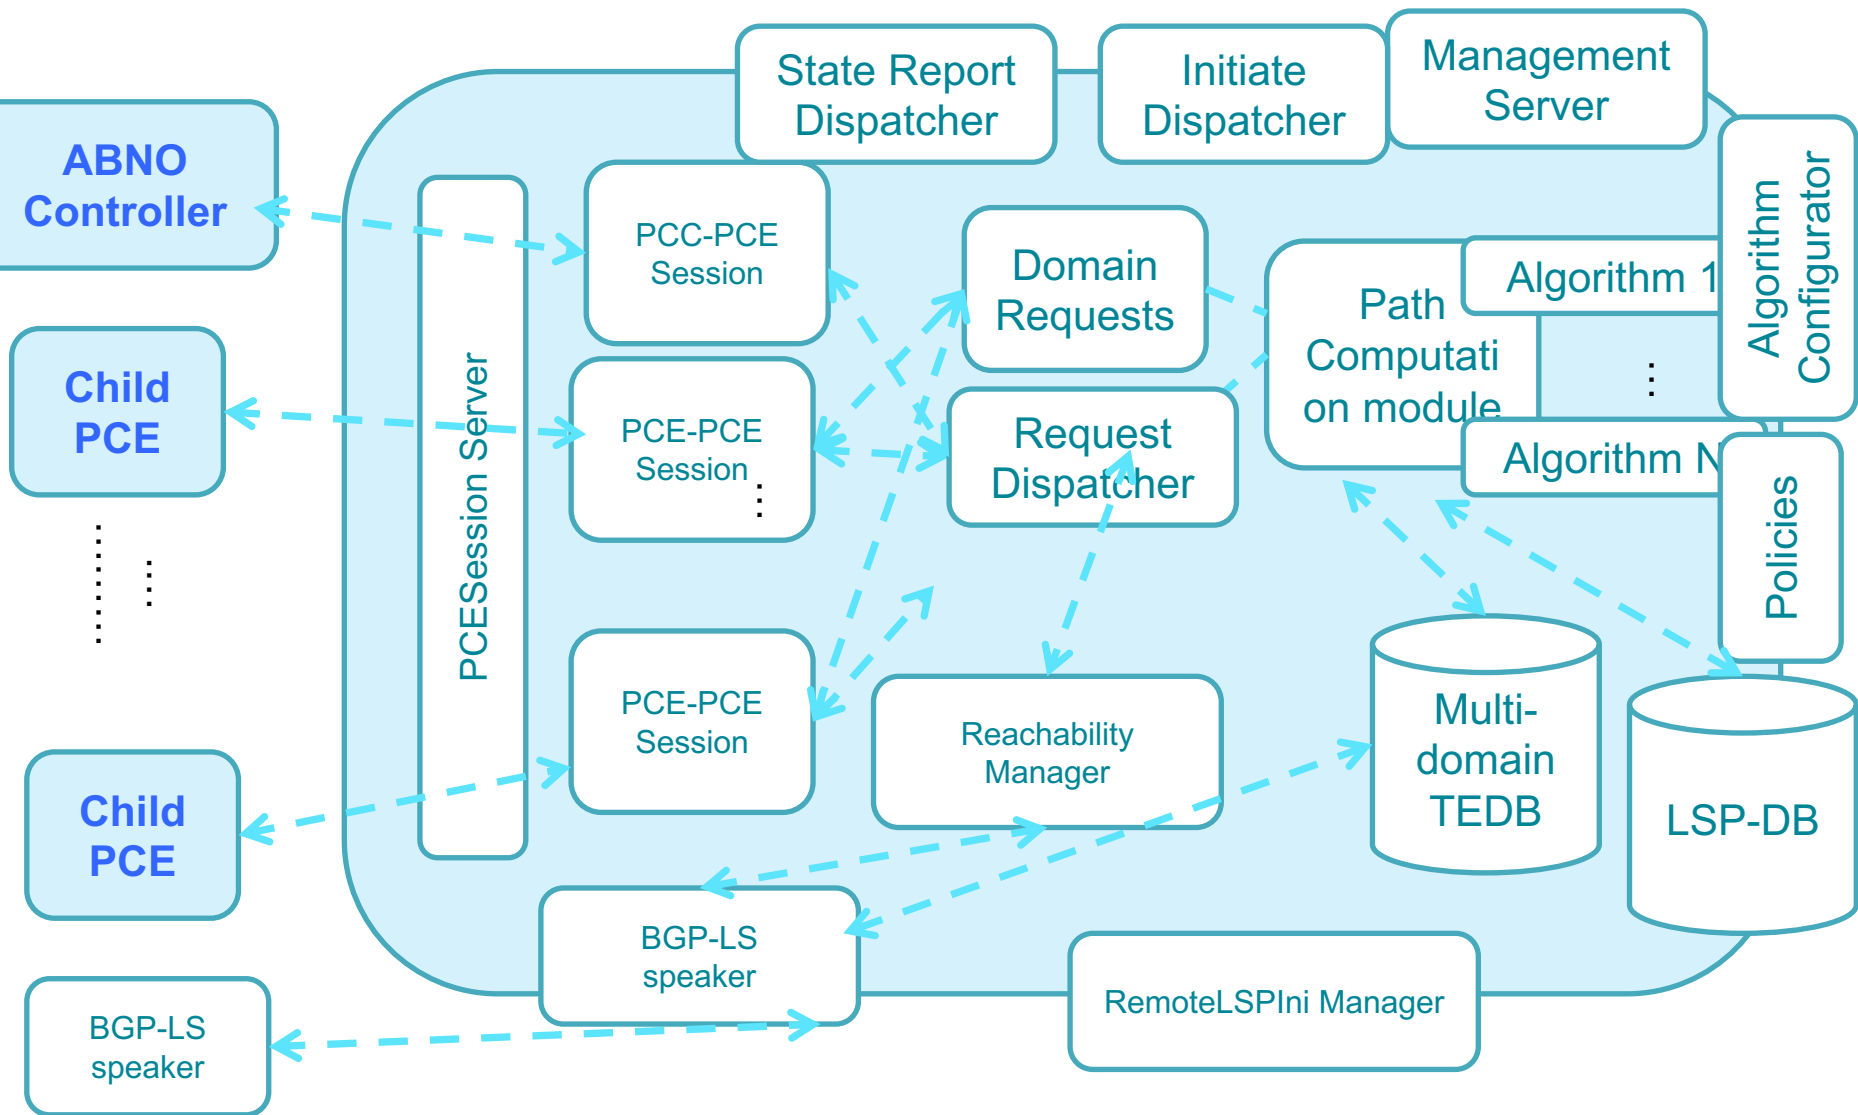 State Report
Dispatcher
Initiate
Dispatcher
Management
Server
ABNO
Controller
PCC-PCE
Session
Domain
Requests
Path
Computati
on module
Algorithm 1
⋮
Algorithm N
Algorithm
Configurator
Child
PCE
PCESession Server
PCE-PCE
Session
⋮
Request
Dispatcher
Policies
⋮
⋮
PCE-PCE
Session
Reachability
Manager
Multi-
domain
TEDB
LSP-DB
Child
PCE
BGP-LS
speaker
RemoteLSPIni Manager
BGP-LS
speaker